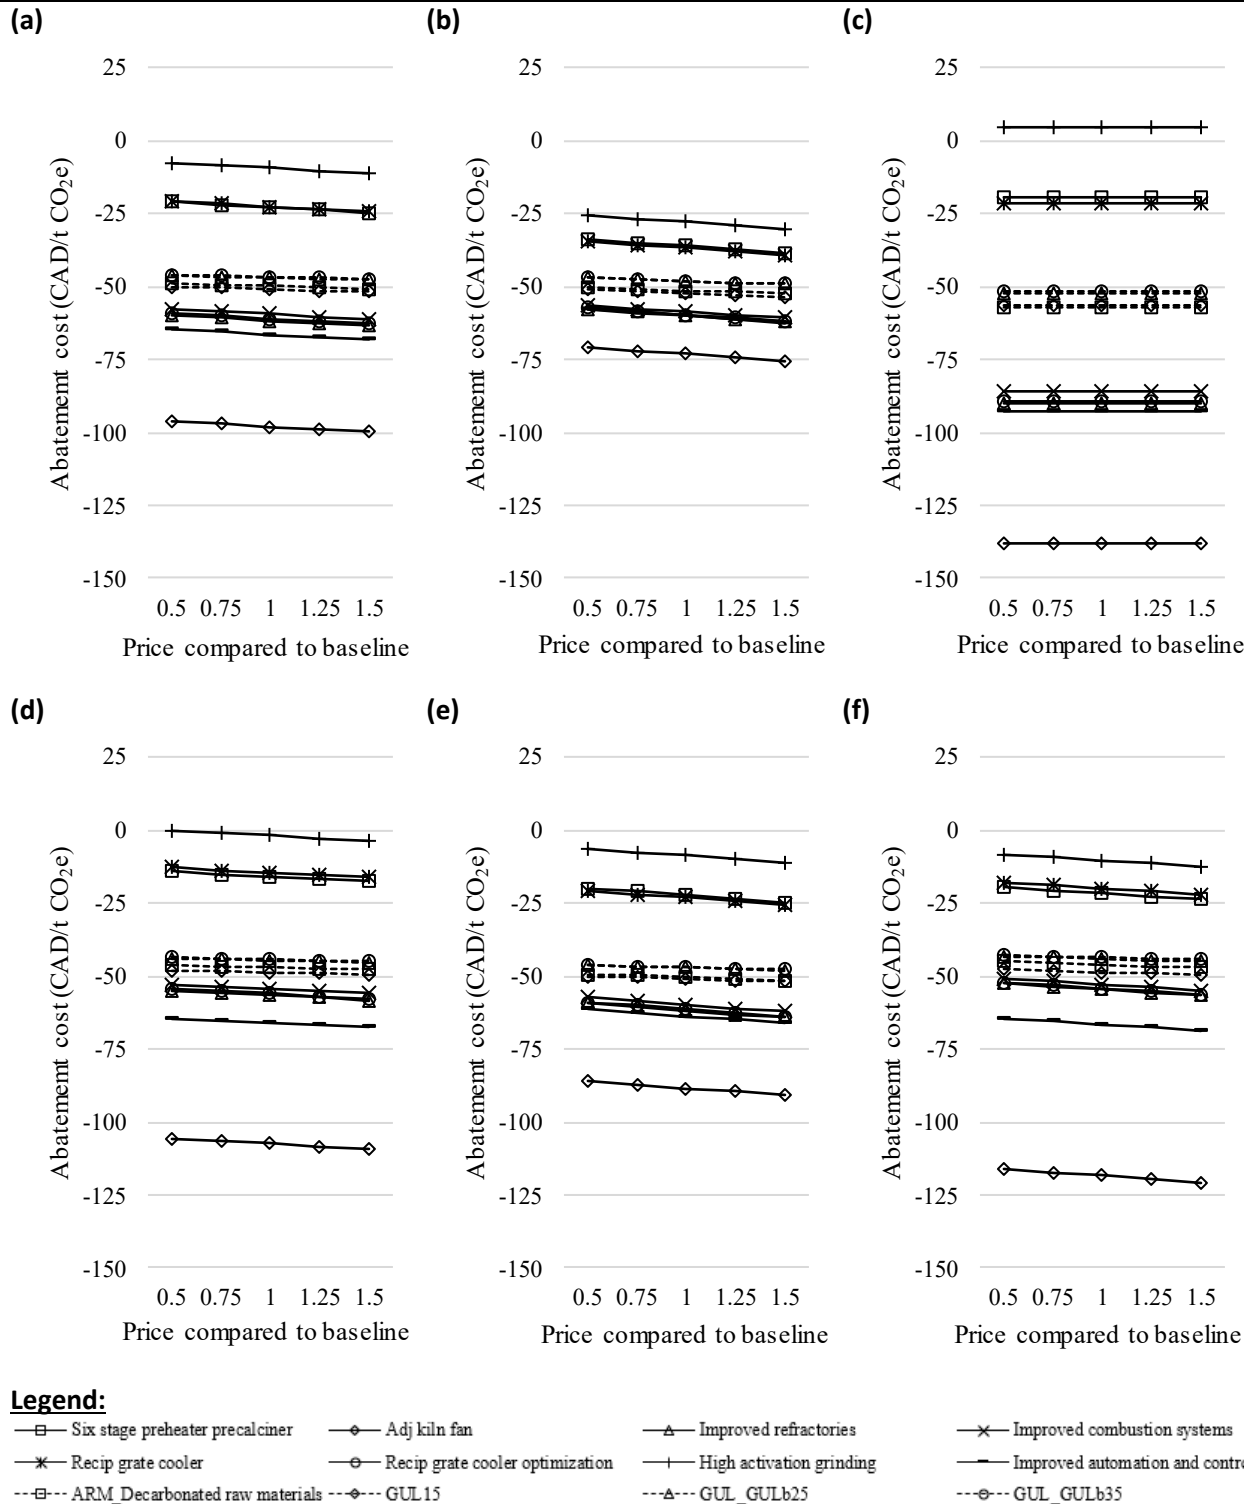 (a)
(b)
(c)
25
0
-25
-50
-75
-100
-125
-150
Abatement cost (CAD/t CO2e)
0.5 0.75 1 1.25 1.5
Price compared to baseline
25
0
-25
-50
-75
-100
-125
-150
Abatement cost (CAD/t CO2e)
0.5 0.75 1 1.25 1.5
Price compared to baseline
25
0
-25
-50
-75
-100
-125
-150
Abatement cost (CAD/t CO2e)
0.5 0.75 1 1.25 1.5
Price compared to baseline
(d)
(e)
(f)
25
0
-25
-50
-75
-100
-125
-150
Abatement cost (CAD/t CO2e)
0.5 0.75 1 1.25 1.5
Price compared to baseline
25
0
-25
-50
-75
-100
-125
-150
Abatement cost (CAD/t CO2e)
0.5 0.75 1 1.25 1.5
Price compared to baseline
25
0
-25
-50
-75
-100
-125
-150
Abatement cost (CAD/t CO2e)
0.5 0.75 1 1.25 1.5
Price compared to baseline
Legend:
Six stage preheater precalciner Adj kiln fan Improved refractories Improved combustion systems
Recip grate cooler Recip grate cooler optimization High activation grinding Improved automation and contro
ARM_Decarbonated raw materials GUL15 GUL_GULb25 GUL_GULb35